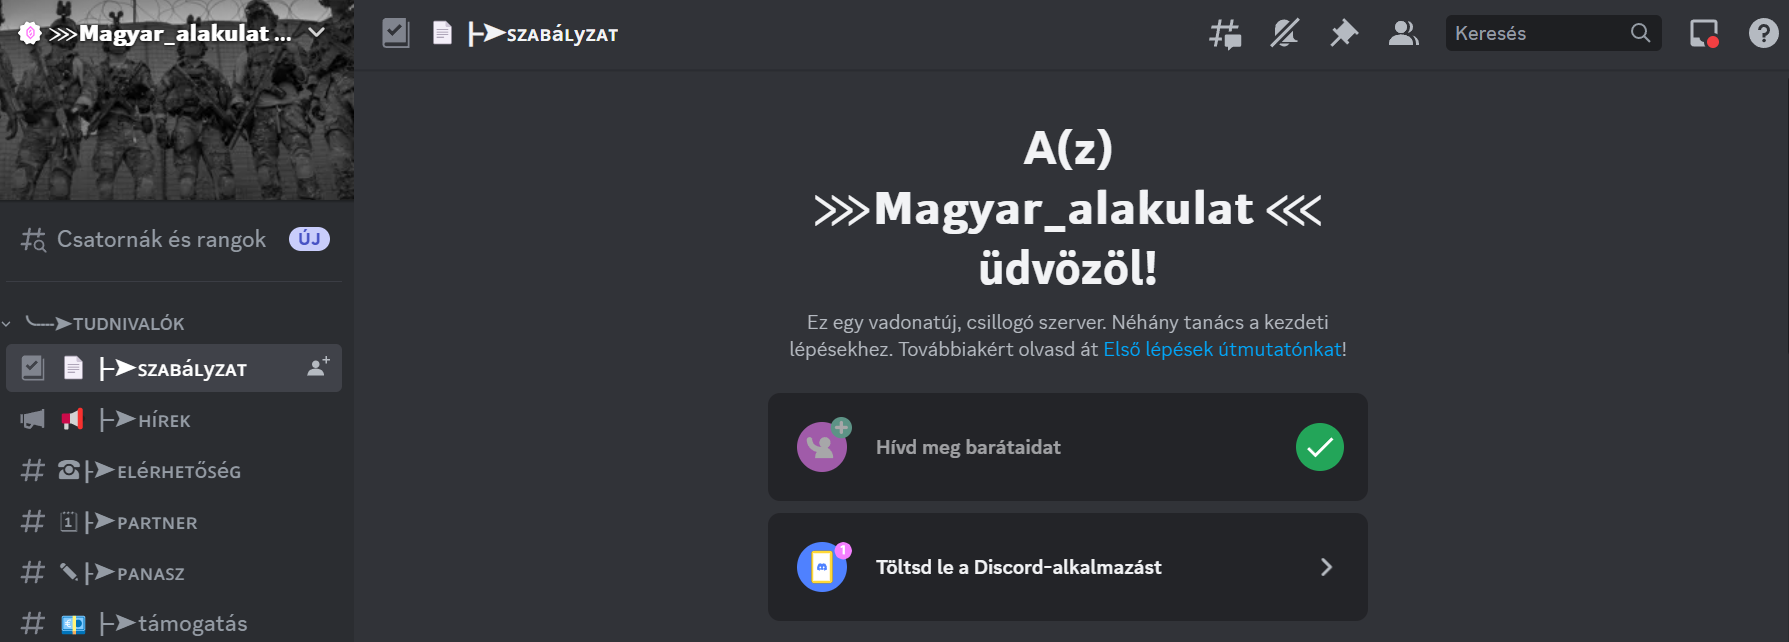 ⋙Magyar_alakulat ...
Csatornák és rangok ÚJ
╰┈➤TUDNIVALÓK
├➤SZABályZAT
├➤HÍREK
├➤ELéRHETőSéG
├➤PARTNER
├➤PANASZ
├➤támogatás
├➤SZABályZAT
Keresés
A(z)
⋙Magyar_alakulat ⋘
üdvözöl!
Ez egy vadonatúj, csillogó szerver. Néhány tanács a kezdeti
lépésekhez. Továbbiakért olvasd át Első lépések útmutatónkat!
Hívd meg barátaidat
1
Töltsd le a Discord-alkalmazást